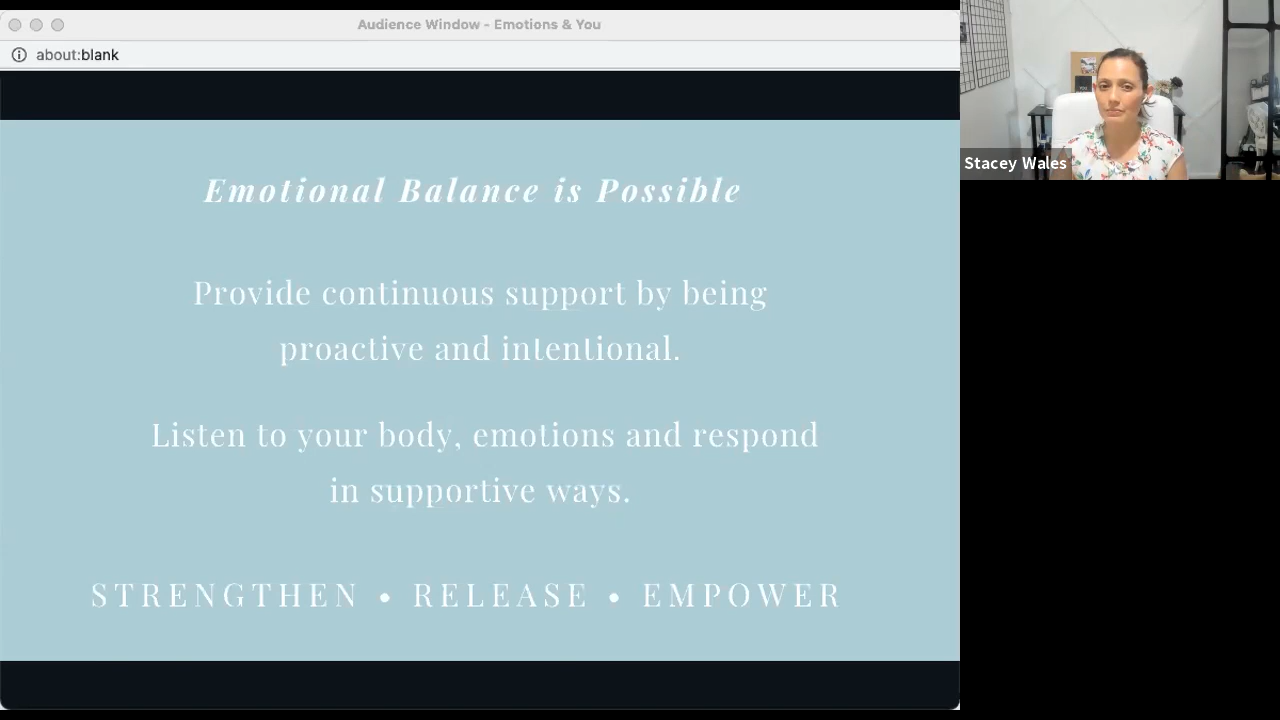 Audience Window - Emotions & You
about:blank
Emotional Balance is Possible
Provide continuous support by being
proactive and intentional.
Listen to your body, emotions and respond
in supportive ways.
STRENGTHEN • RELEASE • EMPOWER
Stacey Wales